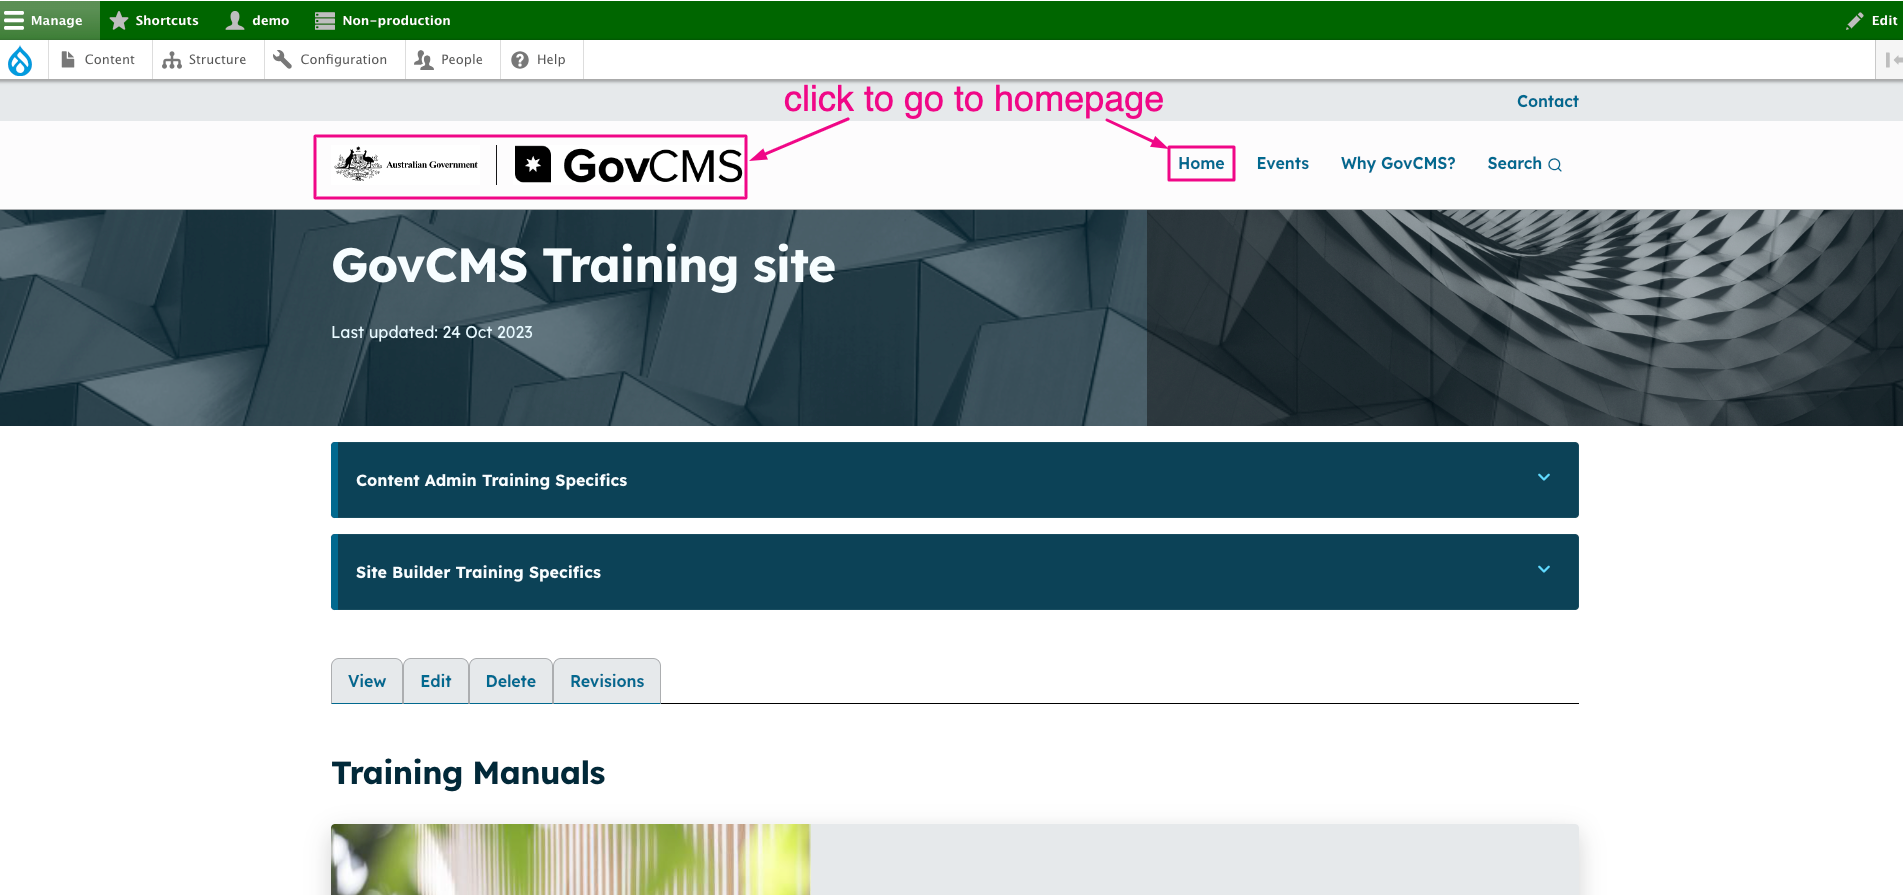 Manage Shortcuts demo Non-production Edit
Content Structure Configuration People Help
click to go to homepage
Contact
Australian Government GovCMS
Home Events Why GovCMS? Search
GovCMS Training site
Last updated: 24 Oct 2023
Content Admin Training Specifics
Site Builder Training Specifics
View Edit Delete Revisions
Training Manuals